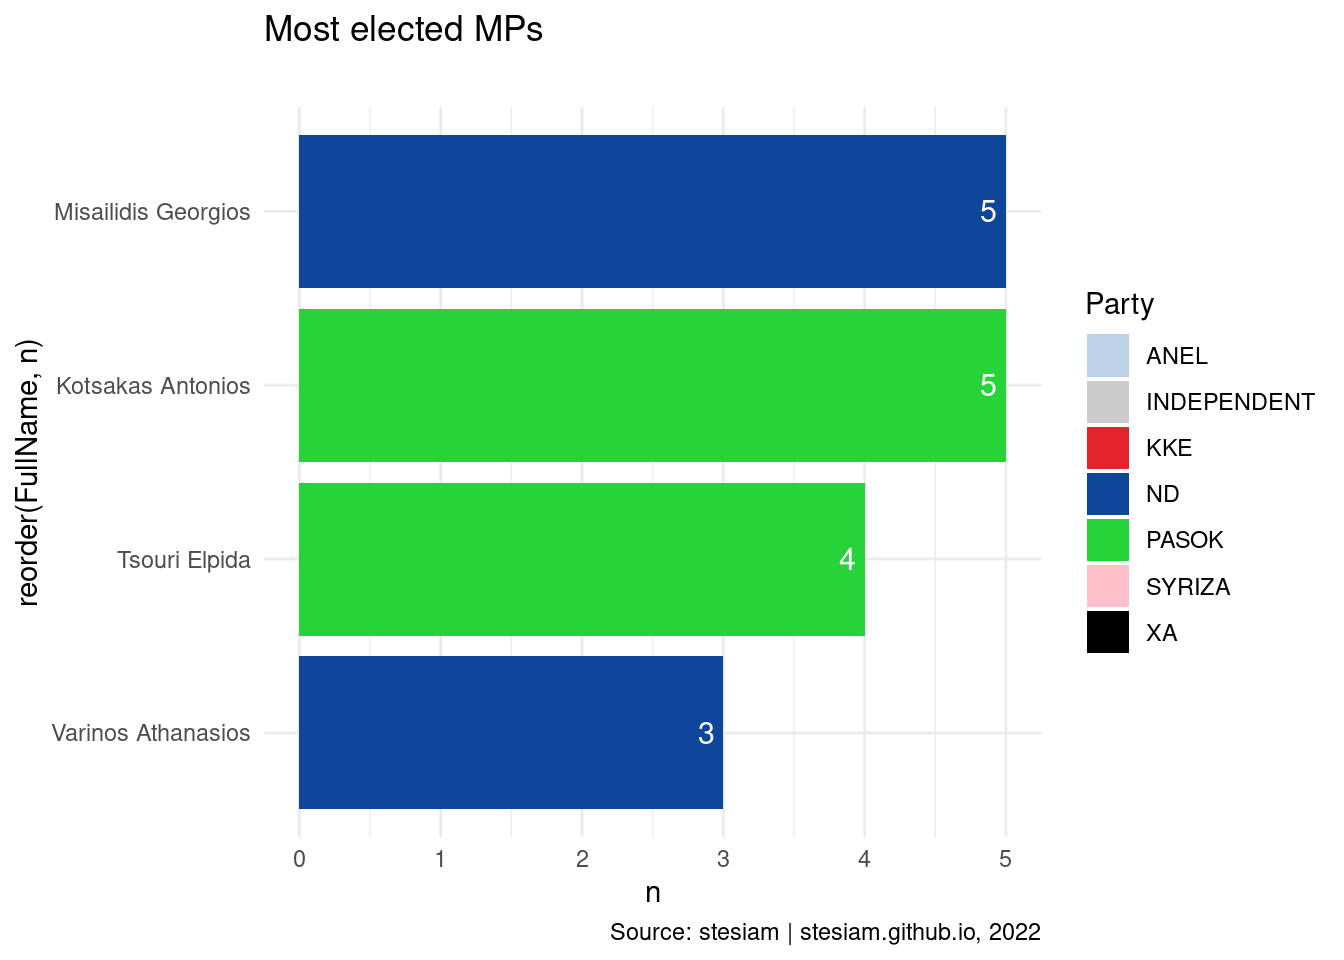 Most elected MPs
reorder(FullName, n)
Misailidis Georgios
5
Kotsakas Antonios
5
Tsouri Elpida
4
Varinos Athanasios
3
0 1 2 3 4 5
n
Party
ANEL
INDEPENDENT
KKE
ND
PASOK
SYRIZA
XA
Source: stesiam | stesiam.github.io, 2022